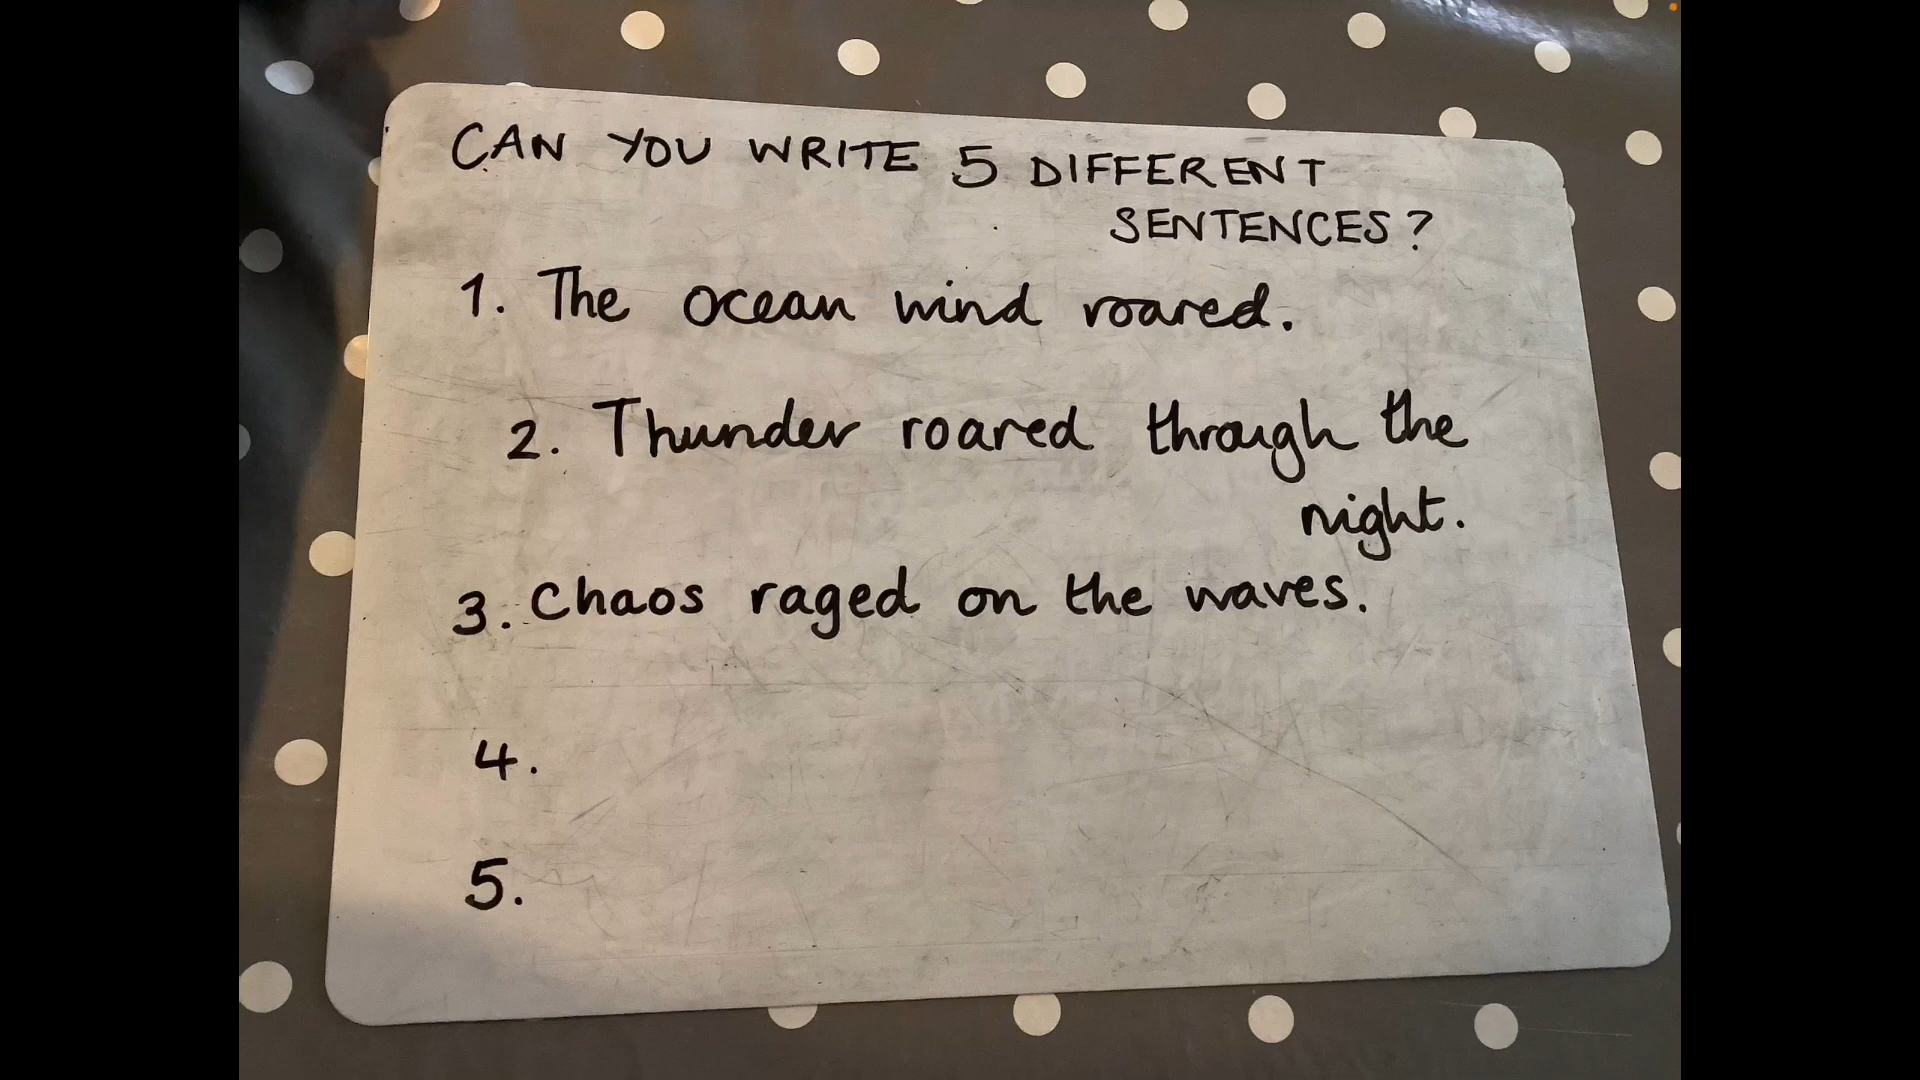 CAN YOU WRITE 5 DIFFERENT
SENTENCES?
1. The ocean wind roared.
2. Thunder roared through the
night.
3. Chaos raged on the waves.
4.
5.